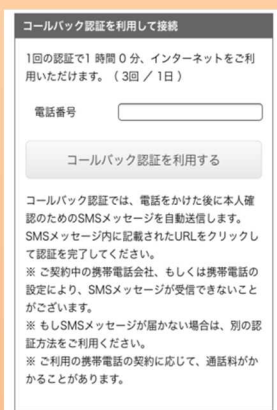 コールバック認証を利用して接続
1回の認証で1 時間 0 分、インターネットをご利
用いただけます。（ 3回 ／ 1日 ）
電話番号
コールバック認証を利用する
コールバック認証では、電話をかけた後に本人確
認のためのSMSメッセージを自動送信します。
SMSメッセージ内に記載されたURLをクリックし
て認証を完了してください。
※ ご契約中の携帯電話会社、もしくは携帯電話の
設定により、SMSメッセージが受信できないこと
がございます。
※ もしSMSメッセージが届かない場合は、別の認
証方法をご利用ください。
※ ご利用の携帯電話の契約に応じて、通話料がか
かることがあります。